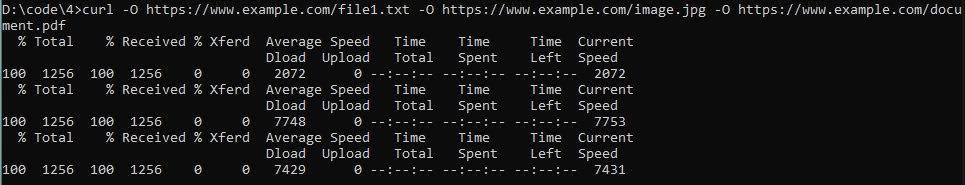 D:\code\4>curl -O https://www.example.com/file1.txt -O https://www.example.com/image.jpg -O https://www.example.com/docu
ment.pdf
  % Total    % Received % Xferd  Average Speed   Time    Time     Time  Current
                                 Dload  Upload   Total   Spent    Left  Speed
100  1256  100  1256    0     0   2072      0 --:--:-- --:--:-- --:--:--  2072
  % Total    % Received % Xferd  Average Speed   Time    Time     Time  Current
                                 Dload  Upload   Total   Spent    Left  Speed
100  1256  100  1256    0     0   7748      0 --:--:-- --:--:-- --:--:--  7753
  % Total    % Received % Xferd  Average Speed   Time    Time     Time  Current
                                 Dload  Upload   Total   Spent    Left  Speed
100  1256  100  1256    0     0   7429      0 --:--:-- --:--:-- --:--:--  7431